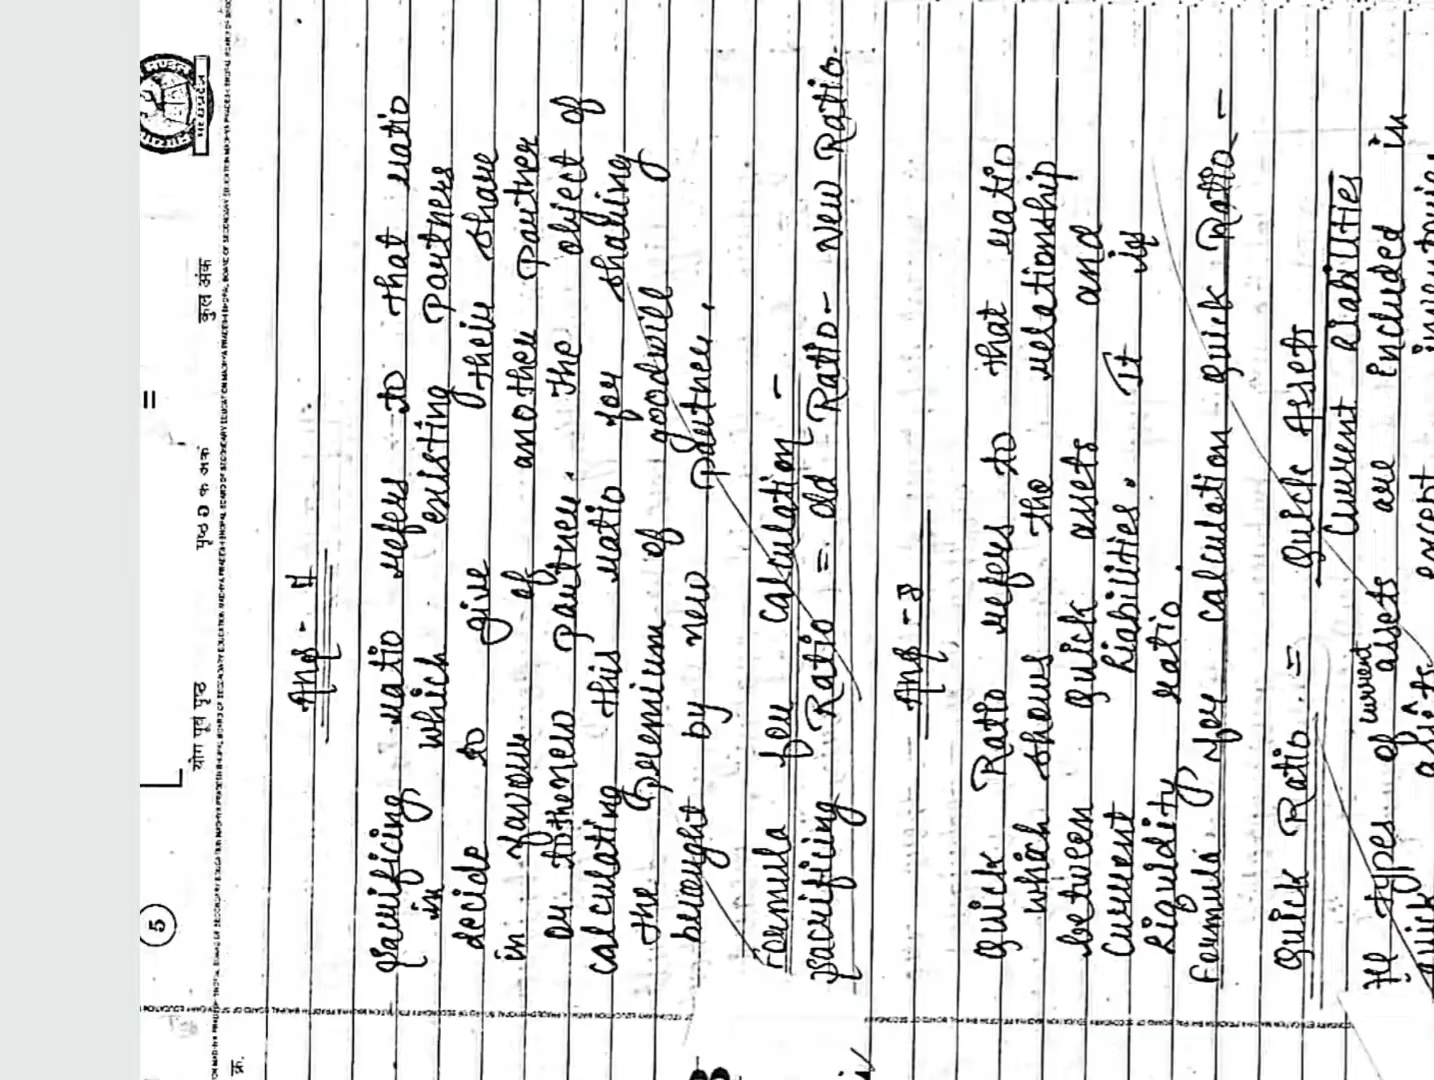 5
योग पूर्व पृष्ठ
पृष्ठ 5 के अंक
=
कुल अंक
Ans - 7
Sacrificing ratio refers to that ratio
in which existing partners
decide to give their share
in favour of another partner
or tothenew partner. The object of
calculating this ratio for sharing
the premium of goodwill
brought by new partner.
Formula for calculation -
Sacrificing Ratio = old Ratio - New Ratio
Ans - 8
Quick Ratio refers to that ratio
which shows the relationship
between quick assets and
current liabilities. It is
liquidity ratio.
Formula for calculation quick Ratio -
Quick Ratio = Quick Assets
Current liabilities
All types of current assets are included in
quick assets except inventories